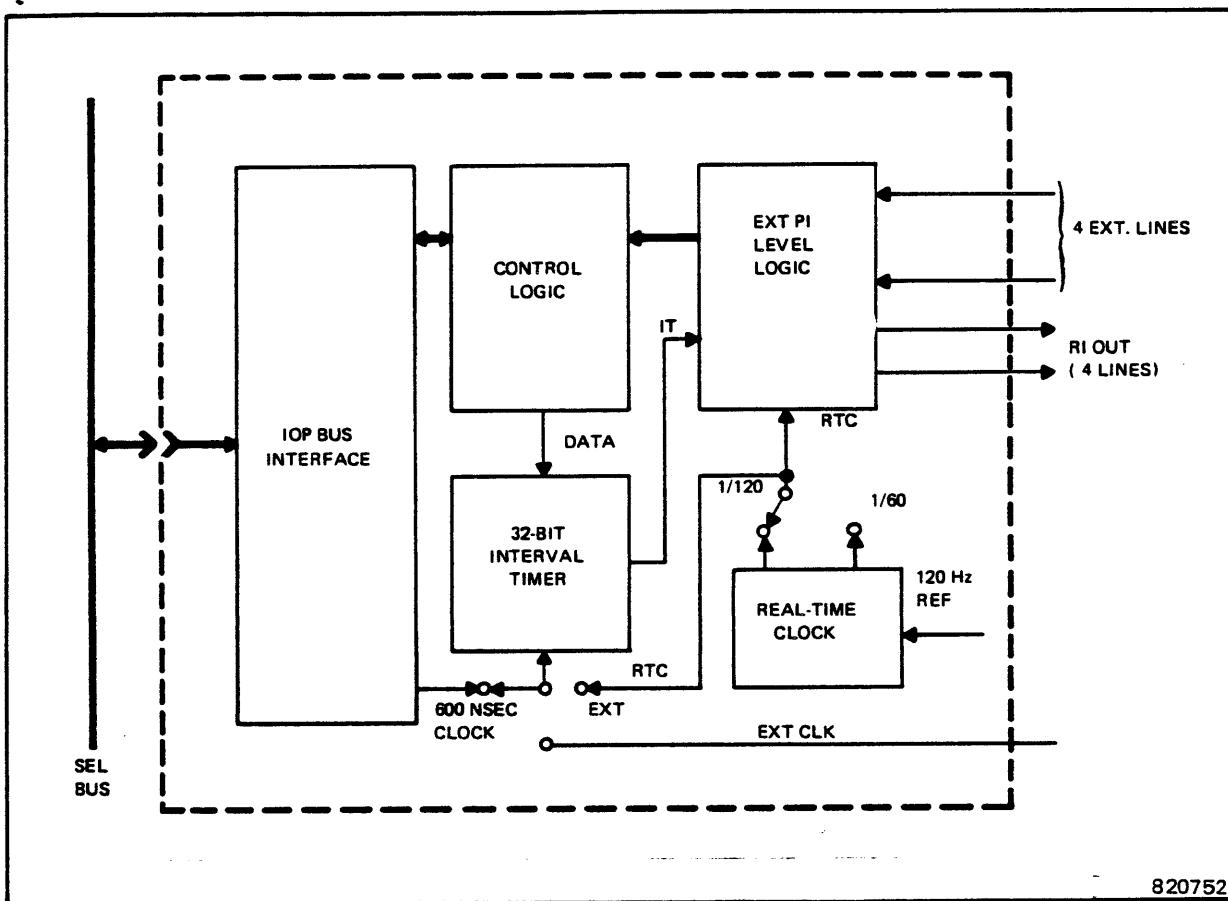 EXT PI
LEVEL
LOGIC
4 EXT. LINES
CONTROL
LOGIC
IT
RI OUT
( 4 LINES)
RTC
IOP BUS
INTERFACE
DATA
1/120
1/60
32-BIT
INTERVAL
TIMER
120 Hz
REF
REAL-TIME
CLOCK
RTC
600 NSEC
CLOCK
EXT
EXT CLK
SEL
BUS
820752